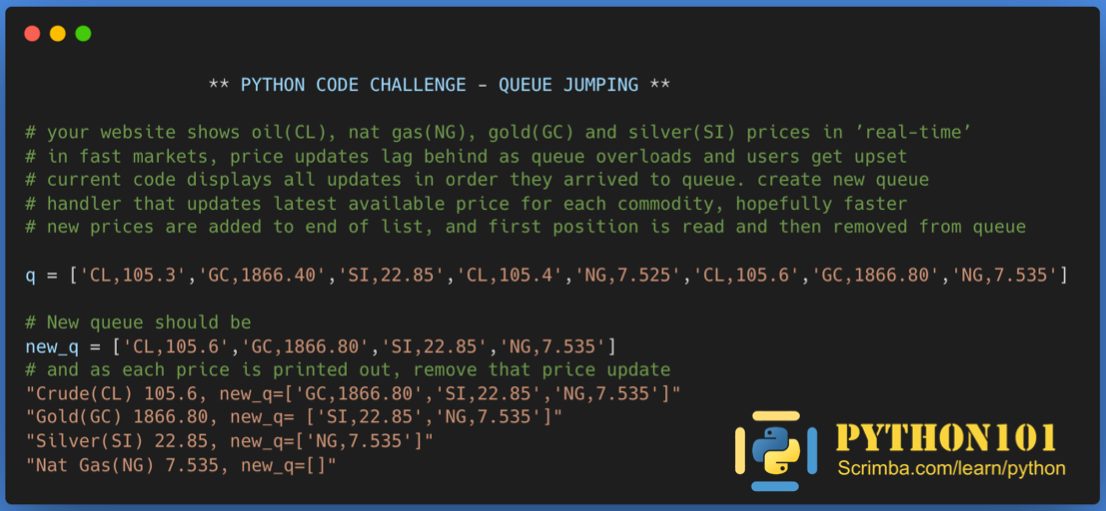 ** PYTHON CODE CHALLENGE - QUEUE JUMPING **
# your website shows oil(CL), nat gas(NG), gold(GC) and silver(SI) prices in ′real-time′
# in fast markets, price updates lag behind as queue overloads and users get upset
# current code displays all updates in order they arrived to queue. create new queue
# handler that updates latest available price for each commodity, hopefully faster
# new prices are added to end of list, and first position is read and then removed from queue
q = ['CL,105.3','GC,1866.40','SI,22.85','CL,105.4','NG,7.525','CL,105.6','GC,1866.80','NG,7.535']
# New queue should be
new_q = ['CL,105.6','GC,1866.80','SI,22.85','NG,7.535']
# and as each price is printed out, remove that price update
"Crude(CL) 105.6, new_q=['GC,1866.80','SI,22.85','NG,7.535']"
"Gold(GC) 1866.80, new_q= ['SI,22.85','NG,7.535']"
"Silver(SI) 22.85, new_q=['NG,7.535']"
"Nat Gas(NG) 7.535, new_q=[]"
PYTHON101
Scrimba.com/learn/python